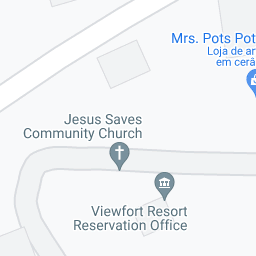 Mrs. Pots Pot
Loja de ar
em cerâ
Jesus Saves
Community Church
Viewfort Resort
Reservation Office